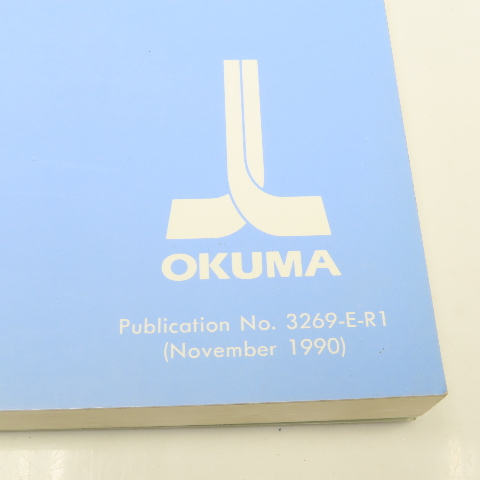 OKUMA
Publication No. 3269-E-R1
(November 1990)